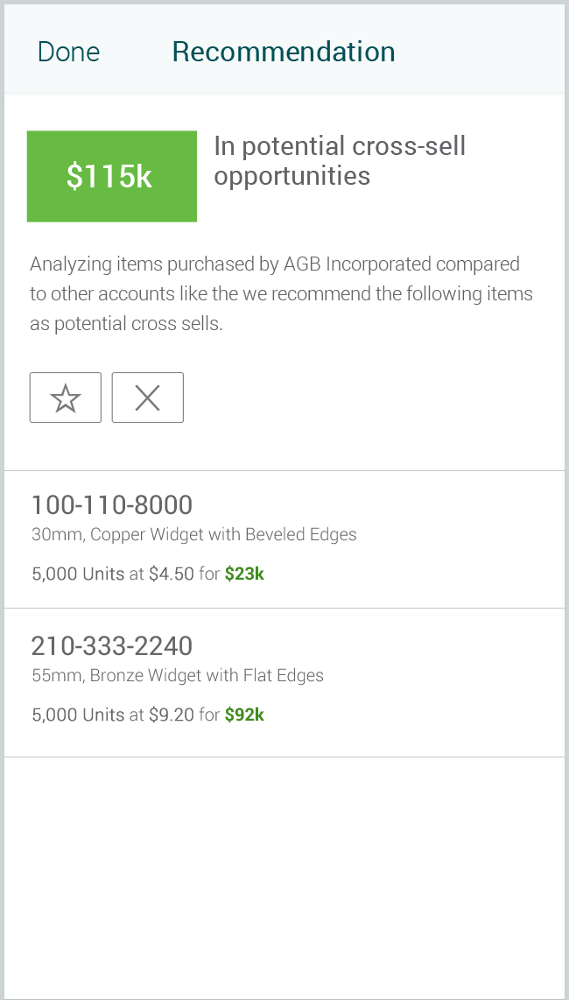 Done
Recommendation
$115k
In potential cross-sell
opportunities
Analyzing items purchased by AGB Incorporated compared
to other accounts like the we recommend the following items
as potential cross sells.
100-110-8000
30mm, Copper Widget with Beveled Edges
5,000 Units at $4.50 for $23k
210-333-2240
55mm, Bronze Widget with Flat Edges
5,000 Units at $9.20 for $92k